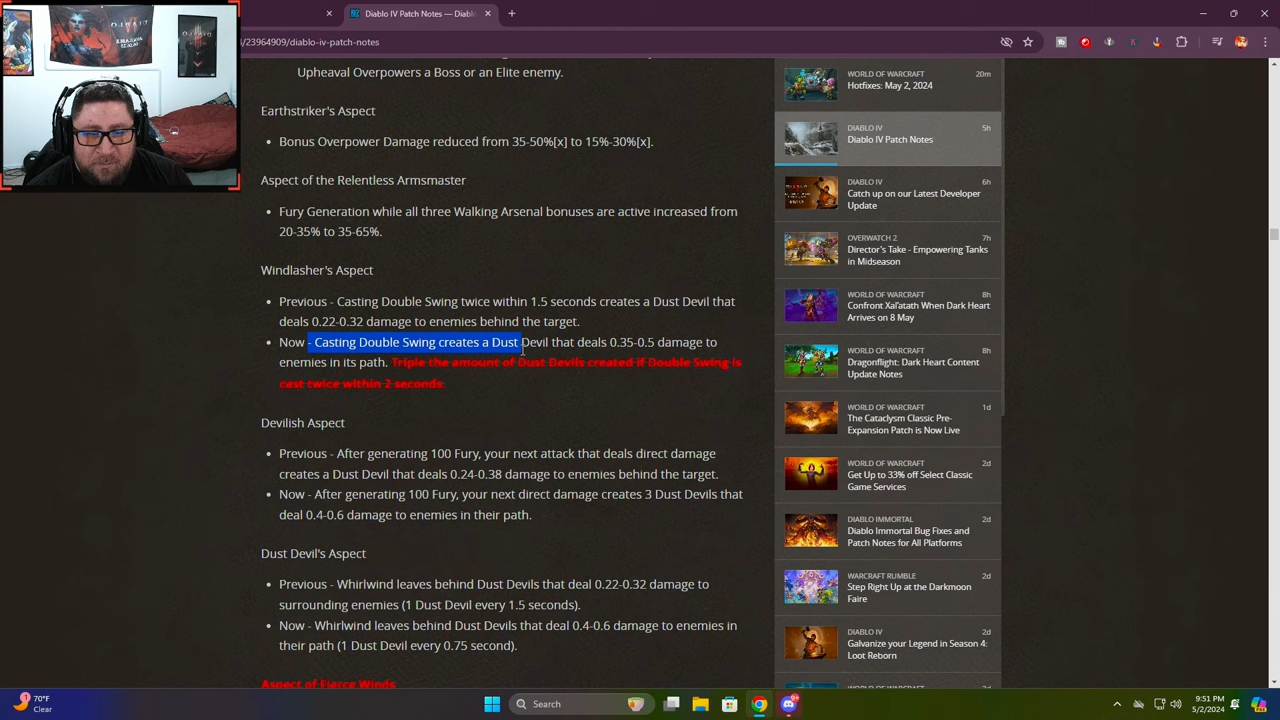 Diablo IV Patch Notes — Diablo
4/23964909/diablo-iv-patch-notes
Upheaval Overpowers a Boss or an Elite enemy.
Earthstriker's Aspect
Bonus Overpower Damage reduced from 35-50%[x] to 15%-30%[x].
Aspect of the Relentless Armsmaster
Fury Generation while all three Walking Arsenal bonuses are active increased from
20-35% to 35-65%.
Windlasher's Aspect
Previous - Casting Double Swing twice within 1.5 seconds creates a Dust Devil that
deals 0.22-0.32 damage to enemies behind the target.
Now - Casting Double Swing creates a Dust Devil that deals 0.35-0.5 damage to
enemies in its path. Triple the amount of Dust Devils created if Double Swing is
cast twice within 2 seconds.
Devilish Aspect
Previous - After generating 100 Fury, your next attack that deals direct damage
creates a Dust Devil that deals 0.24-0.38 damage to enemies behind the target.
Now - After generating 100 Fury, your next direct damage creates 3 Dust Devils that
deal 0.4-0.6 damage to enemies in their path.
Dust Devil's Aspect
Previous - Whirlwind leaves behind Dust Devils that deal 0.22-0.32 damage to
surrounding enemies (1 Dust Devil every 1.5 seconds).
Now - Whirlwind leaves behind Dust Devils that deal 0.4-0.6 damage to enemies in
their path (1 Dust Devil every 0.75 second).
Aspect of Fierce Winds
WORLD OF WARCRAFT 20m
Hotfixes: May 2, 2024
DIABLO IV 5h
Diablo IV Patch Notes
DIABLO IV 6h
Catch up on our Latest Developer
Update
OVERWATCH 2 7h
Director's Take - Empowering Tanks
in Midseason
WORLD OF WARCRAFT 8h
Confront Xal'atath When Dark Heart
Arrives on 8 May
WORLD OF WARCRAFT 8h
Dragonflight: Dark Heart Content
Update Notes
WORLD OF WARCRAFT 1d
The Cataclysm Classic Pre-
Expansion Patch is Now Live
WORLD OF WARCRAFT 2d
Get Up to 33% off Select Classic
Game Services
DIABLO IMMORTAL 2d
Diablo Immortal Bug Fixes and
Patch Notes for All Platforms
WARCRAFT RUMBLE 2d
Step Right Up at the Darkmoon
Faire
DIABLO IV 2d
Galvanize your Legend in Season 4:
Loot Reborn
70°F
Clear
Search
9:51 PM
5/2/2024